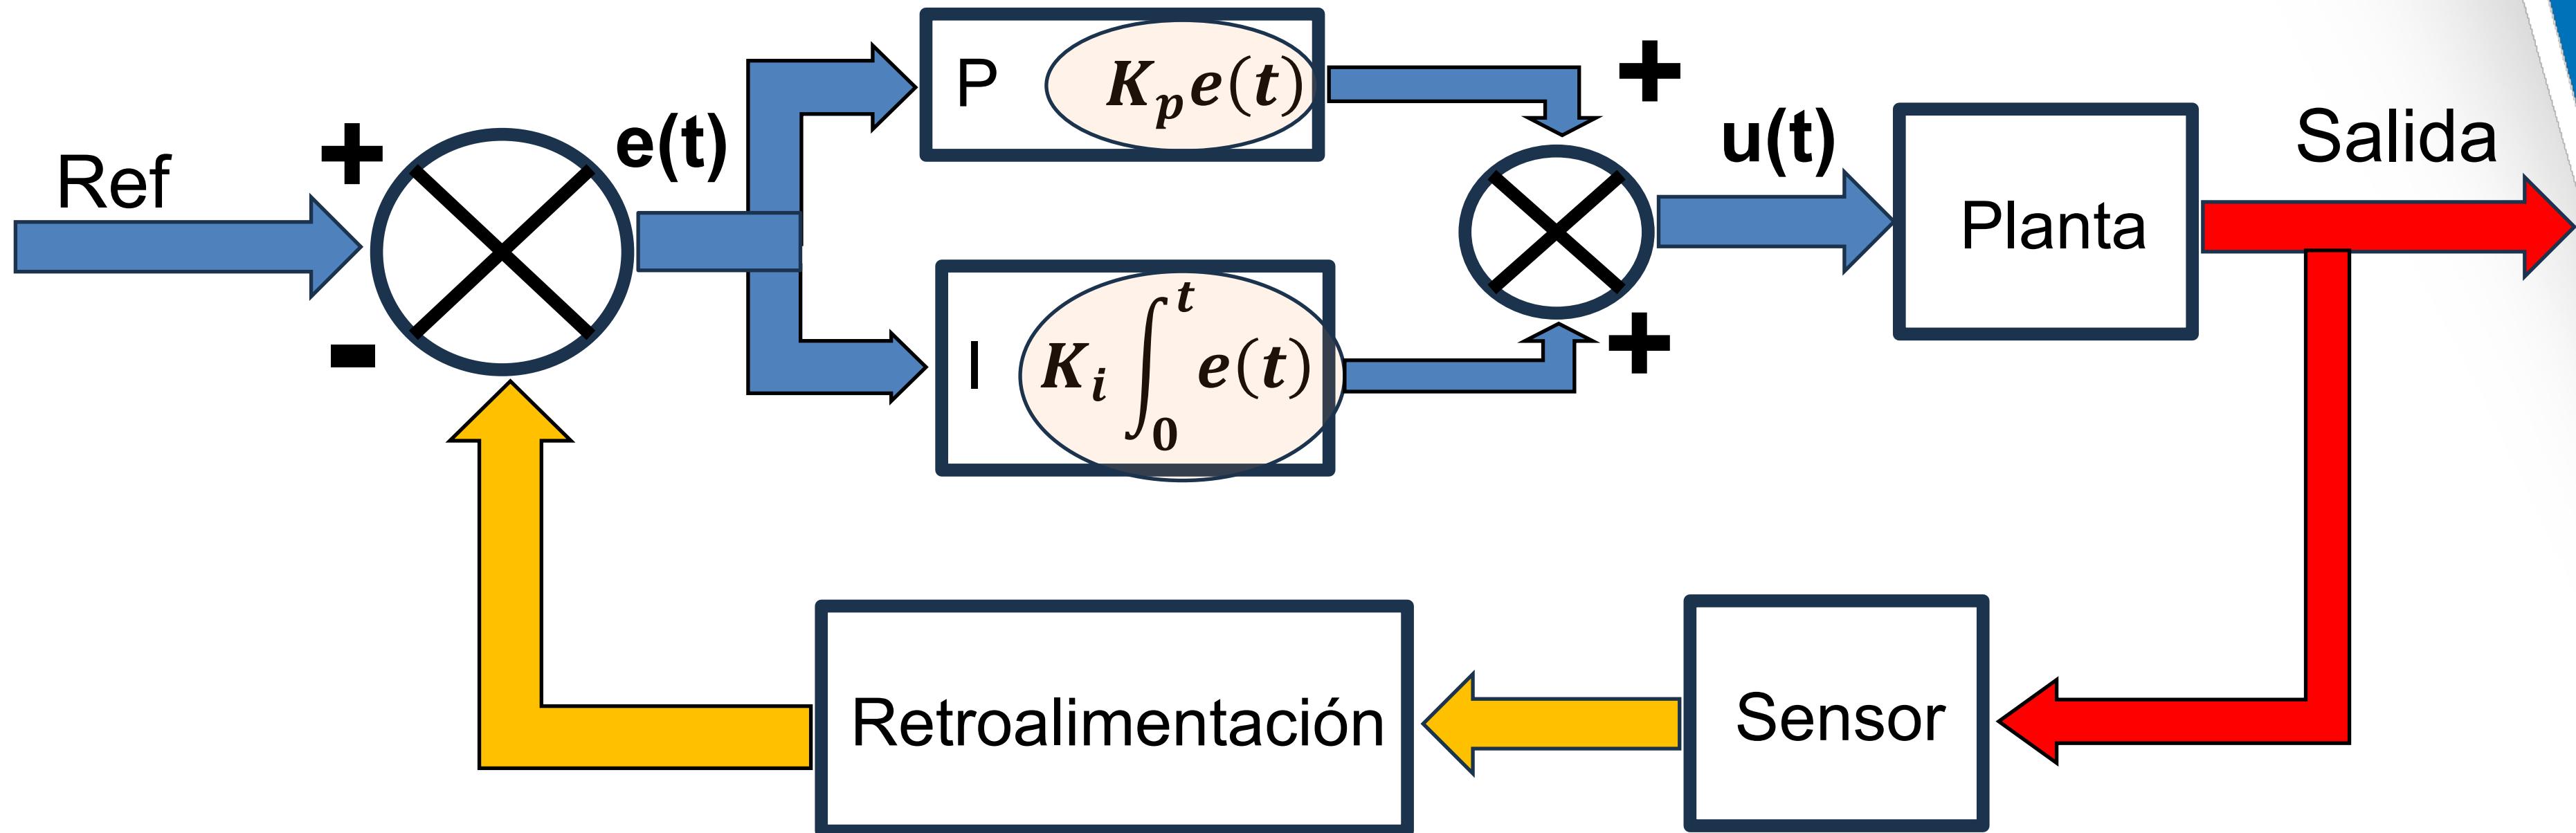 Ref
+
-
e(t)
P K_p e(t)
I K_i ∫_0^t e(t)
+
+
u(t)
Planta
Salida
Retroalimentación
Sensor